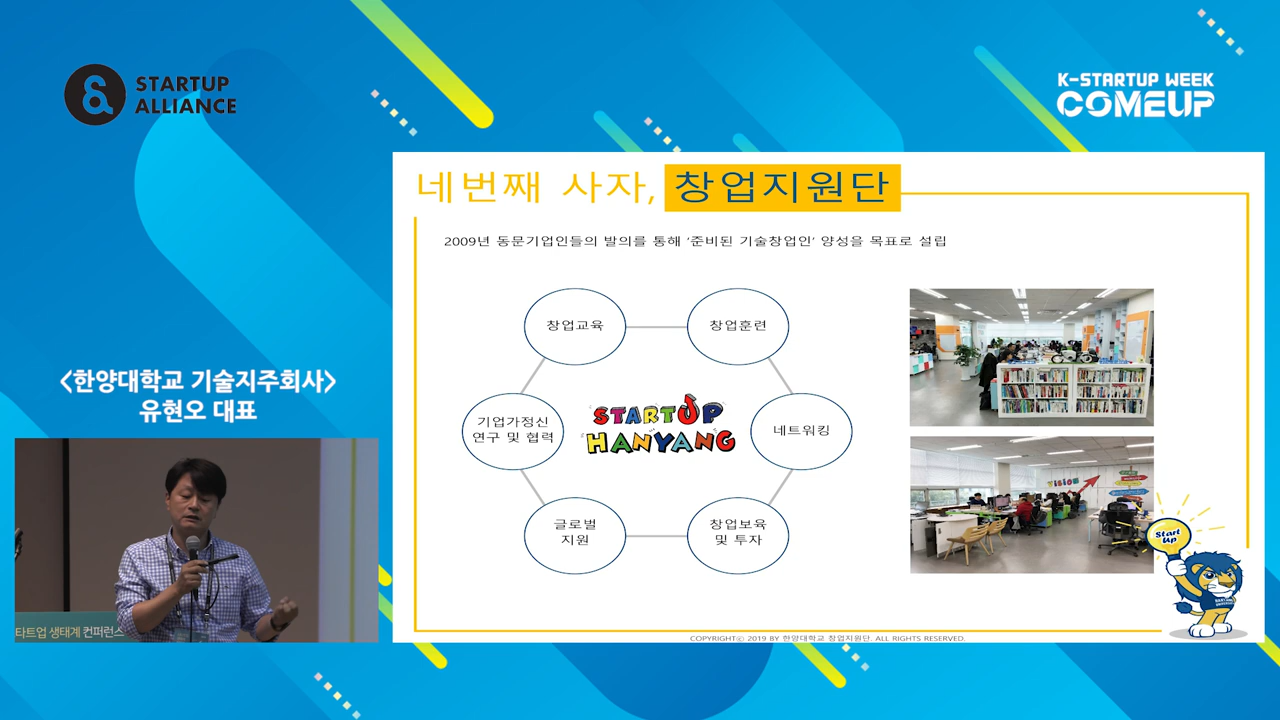 STARTUP
ALLIANCE
K-STARTUP WEEK
COMEUP
네번째 사자, 창업지원단
2009년 동문기업인들의 발의를 통해 '준비된 기술창업인' 양성을 목표로 설립
창업교육
창업훈련
기업가정신
연구 및 협력
STARTUP
HANYANG
네트워킹
글로벌
지원
창업보육
및 투자
Vision
Start
Up
<한양대학교 기술지주회사>
유현오 대표
타트업 생태계 컨퍼런스
COPYRIGHTⓒ 2019 BY 한양대학교 창업지원단. ALL RIGHTS RESERVED.